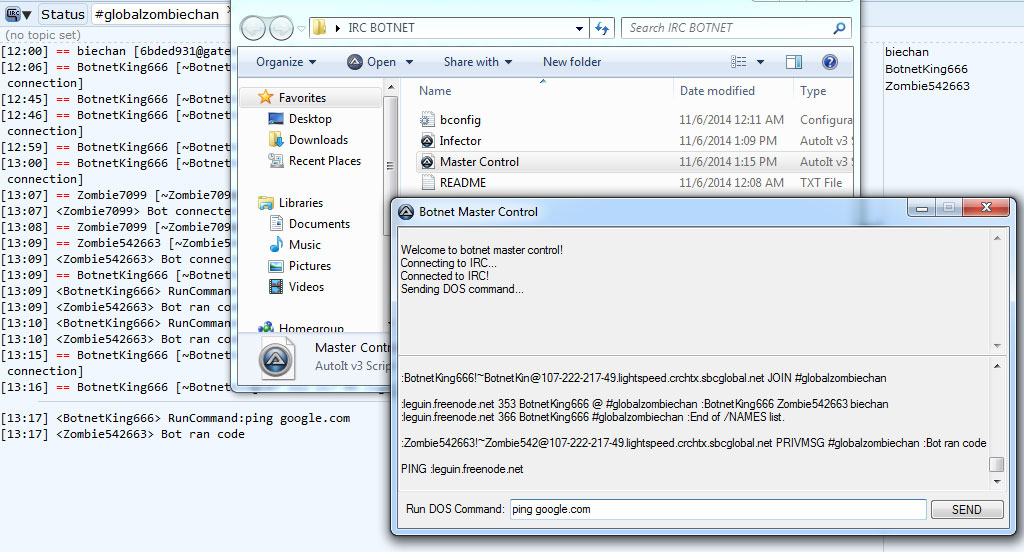 Status
#globalzombiechan
(no topic set)
[12:00] == biechan [6bded931@gate
[12:06] == BotnetKing666 [~Botnet
connection]
[12:45] == BotnetKing666 [~Botnet
[12:46] == BotnetKing666 [~Botnet
connection]
[12:59] == BotnetKing666 [~Botnet
[13:00] == BotnetKing666 [~Botnet
connection]
[13:07] == Zombie7099 [~Zombie709
[13:07] <Zombie7099> Bot connecte
[13:08] == Zombie7099 [~Zombie709
[13:09] == Zombie542663 [~Zombie5
[13:09] <Zombie542663> Bot connec
[13:09] == BotnetKing666 [~Botnet
[13:09] <BotnetKing666> RunComman
[13:09] <Zombie542663> Bot ran co
[13:10] <BotnetKing666> RunComman
[13:10] <Zombie542663> Bot ran co
[13:15] == BotnetKing666 [~Botnet
connection]
[13:16] == BotnetKing666 [~Botnet
[13:17] <BotnetKing666> RunCommand:ping google.com
[13:17] <Zombie542663> Bot ran code
biechan
BotnetKing666
Zombie542663
IRC BOTNET
Search IRC BOTNET
Organize
Open
Share with
New folder
Favorites
Desktop
Downloads
Recent Places
Libraries
Documents
Music
Pictures
Videos
Homegroup
Name Date modified Type
bconfig 11/6/2014 12:11 AM Configura
Infector 11/6/2014 1:09 PM AutoIt v3 S
Master Control 11/6/2014 1:15 PM AutoIt v3 S
README 11/6/2014 12:08 AM TXT File
Master Contr
AutoIt v3 Scrip
Botnet Master Control
Welcome to botnet master control!
Connecting to IRC...
Connected to IRC!
Sending DOS command...
:BotnetKing666!~BotnetKin@107-222-217-49.lightspeed.crchtx.sbcglobal.net JOIN #globalzombiechan
:leguin.freenode.net 353 BotnetKing666 @ #globalzombiechan :BotnetKing666 Zombie542663 biechan
:leguin.freenode.net 366 BotnetKing666 #globalzombiechan :End of /NAMES list.
:Zombie542663!~Zombie542@107-222-217-49.lightspeed.crchtx.sbcglobal.net PRIVMSG #globalzombiechan :Bot ran code
PING :leguin.freenode.net
Run DOS Command: ping google.com
SEND